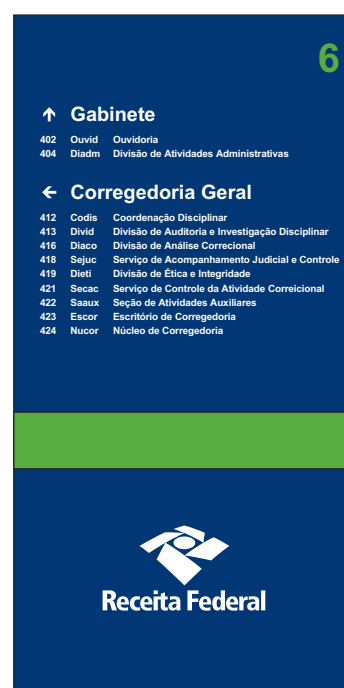 6
↑ Gabinete
402 Ouvid Ouvidoria
404 Diadm Divisão de Atividades Administrativas
← Corregedoria Geral
412 Codis Coordenação Disciplinar
413 Divid Divisão de Auditoria e Investigação Disciplinar
416 Diaco Divisão de Análise Correcional
418 Sejuc Serviço de Acompanhamento Judicial e Controle
419 Dieti Divisão de Ética e Integridade
421 Secac Serviço de Controle da Atividade Correicional
422 Saaux Seção de Atividades Auxiliares
423 Escor Escritório de Corregedoria
424 Nucor Núcleo de Corregedoria
Receita Federal